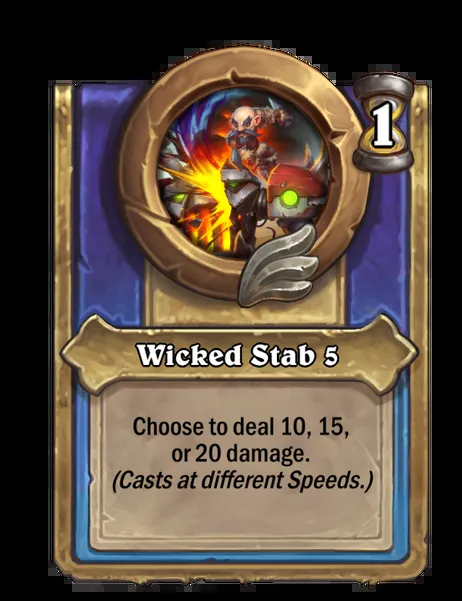 1
Wicked Stab 5
Choose to deal 10, 15,
or 20 damage.
(Casts at different Speeds.)